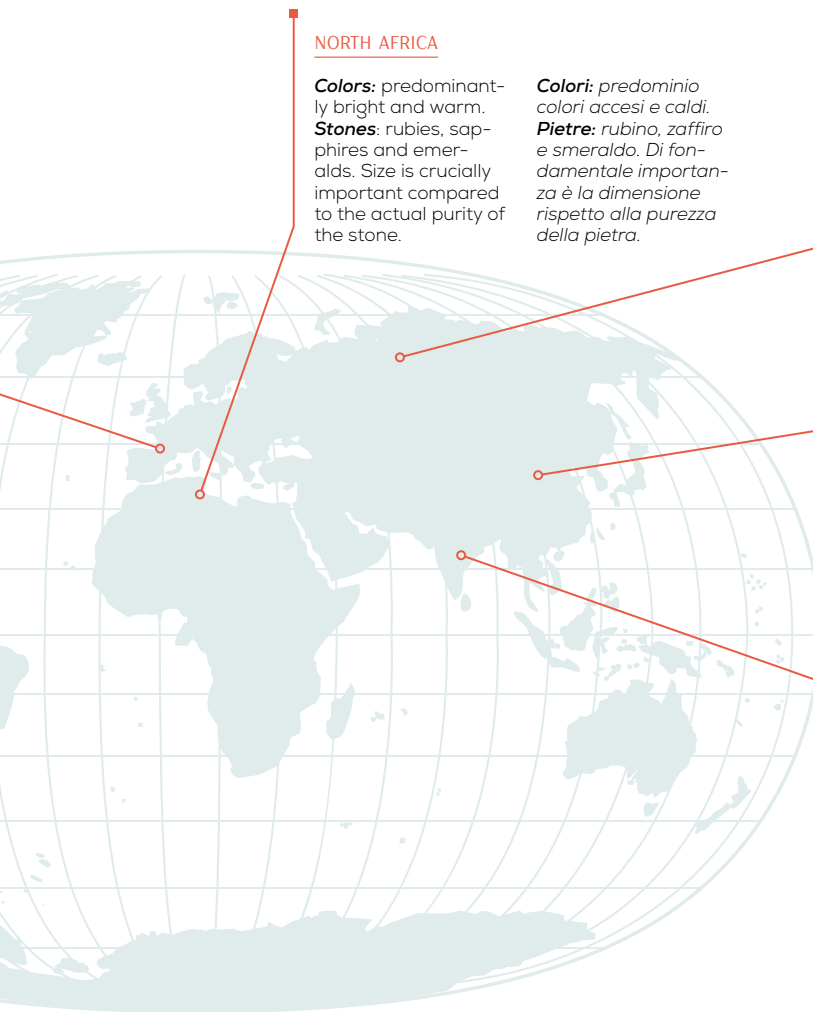 NORTH AFRICA
Colors: predominant-
ly bright and warm.
Stones: rubies, sap-
phires and emer-
alds. Size is crucially
important compared
to the actual purity of
the stone.
Colori: predominio
colori accesi e caldi.
Pietre: rubino, zaffiro
e smeraldo. Di fon-
damentale importan-
za è la dimensione
rispetto alla purezza
della pietra.